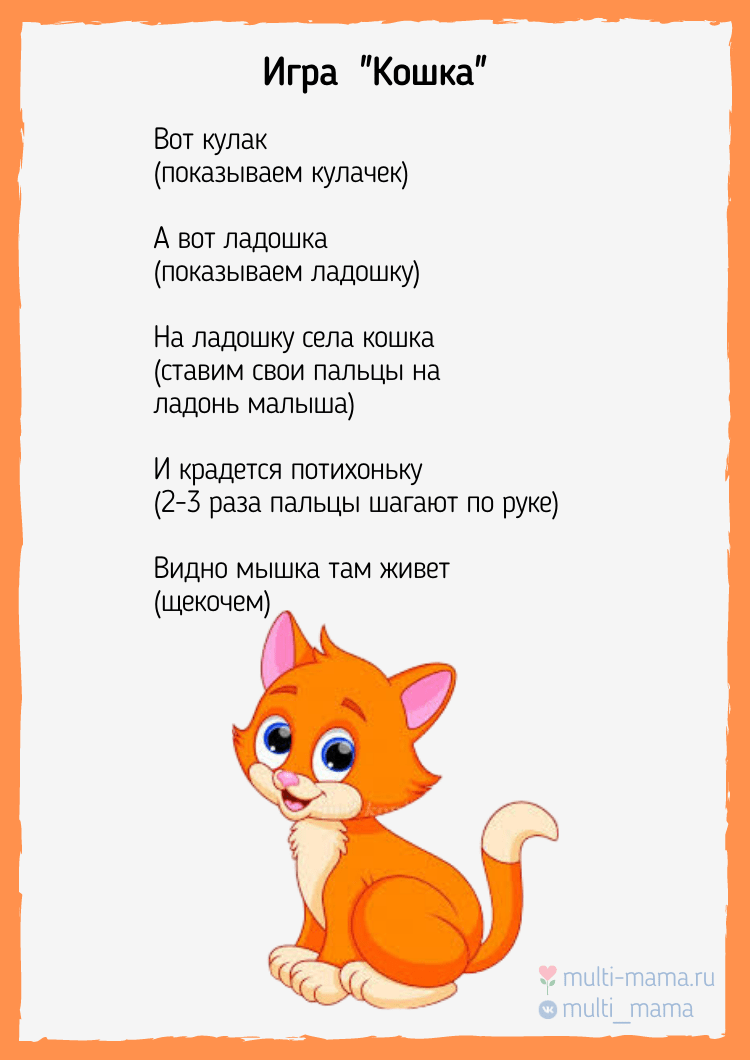 Игра "Кошка"
Вот кулак
(показываем кулачек)
А вот ладошка
(показываем ладошку)
На ладошку села кошка
(ставим свои пальцы на
ладонь малыша)
И крадется потихоньку
(2-3 раза пальцы шагают по руке)
Видно мышка там живет
(щекочем)
multi-mama.ru
multi_mama